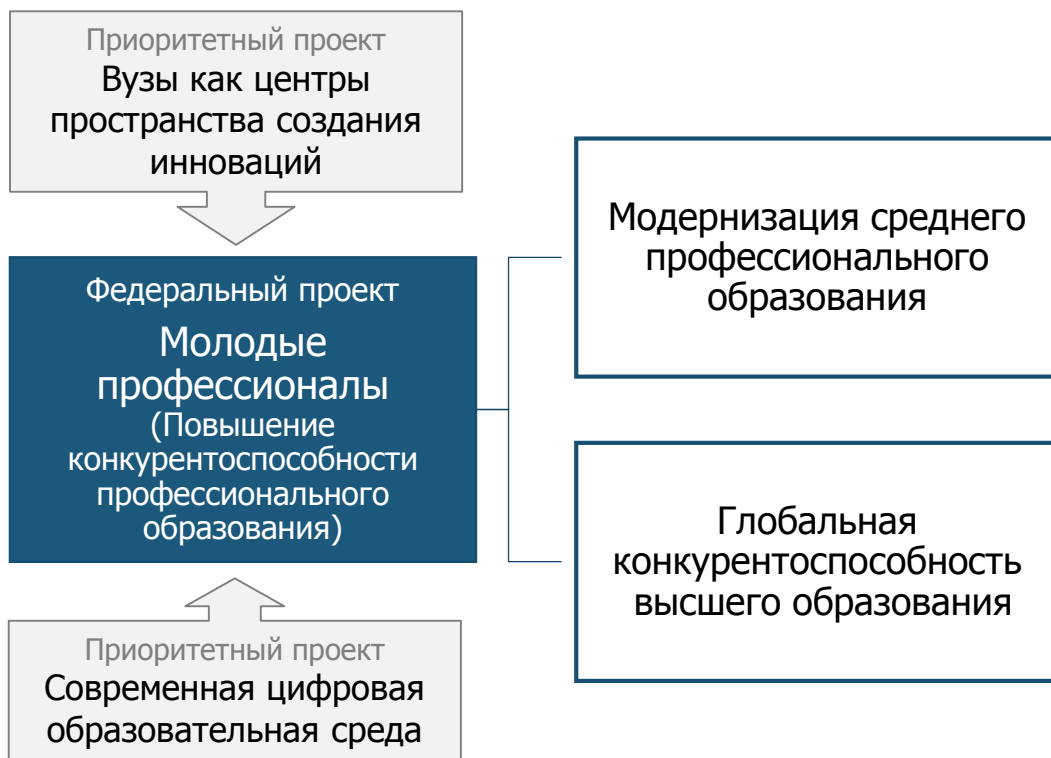 Приоритетный проект
Вузы как центры
пространства создания
инноваций
Федеральный проект
Молодые
профессионалы
(Повышение
конкурентоспособности
профессионального
образования)
Приоритетный проект
Современная цифровая
образовательная среда
Модернизация среднего
профессионального
образования
Глобальная
конкурентоспособность
высшего образования